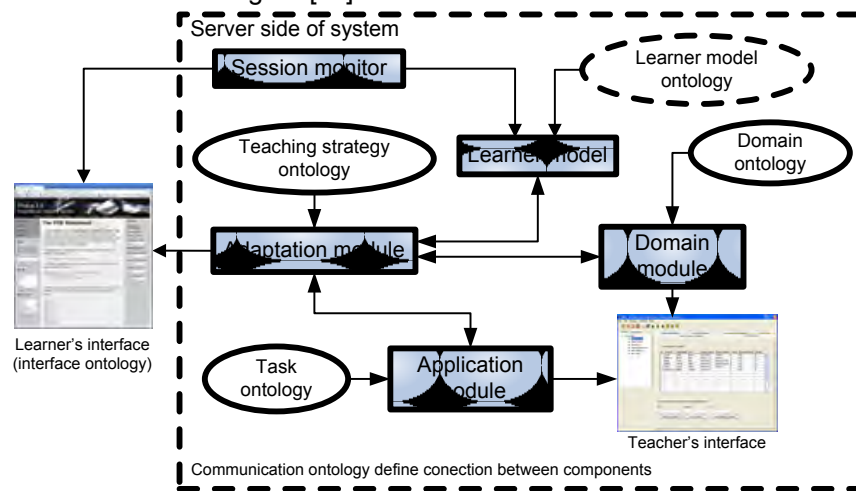 Server side of system
Session monitor
Learner model
ontology
Teaching strategy
ontology
Learner model
Domain
ontology
Adaptation module
Domain
module
Learner's interface
(interface ontology)
Task
ontology
Application
module
Teacher's interface
Communication ontology define conection between components